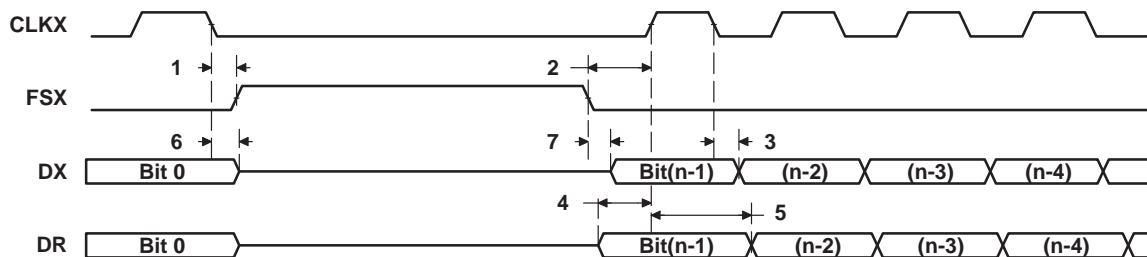 CLKX
1 2
FSX
6 7 3
DX Bit 0 Bit(n-1) (n-2) (n-3) (n-4)
4 5
DR Bit 0 Bit(n-1) (n-2) (n-3) (n-4)